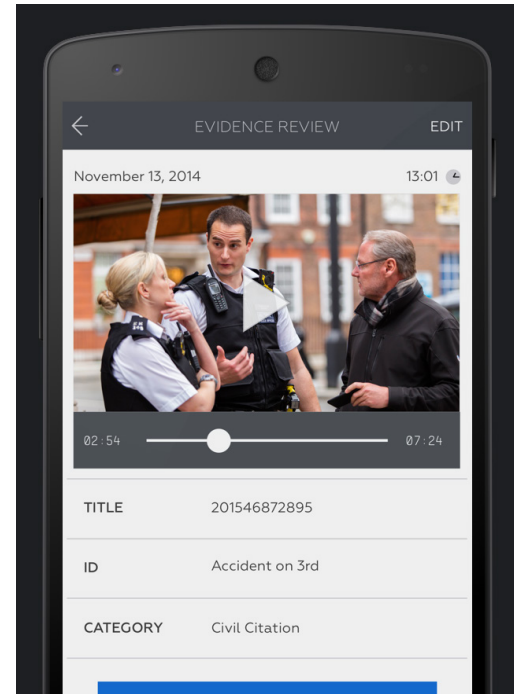 EVIDENCE REVIEW EDIT
November 13, 2014 13:01
02:54 07:24
TITLE 201546872895
ID Accident on 3rd
CATEGORY Civil Citation